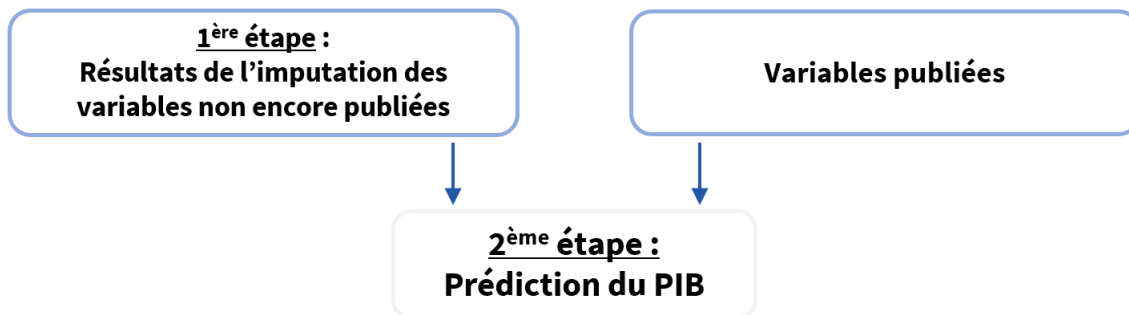 1ère étape :
Résultats de l’imputation des
variables non encore publiées
Variables publiées
2ème étape :
Prédiction du PIB